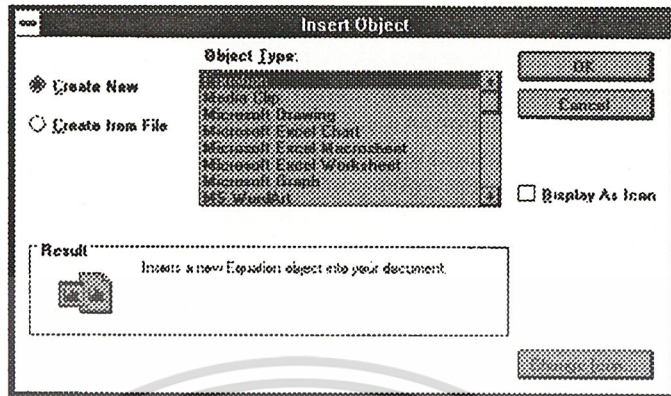 Insert Object
Object Type:
Create New
Create from File
Media Clip
Microsoft Drawing
Microsoft Excel Chart
Microsoft Excel Macrosheet
Microsoft Excel Worksheet
Microsoft Graph
MS WordArt
OK
Cancel
Display As Icon
Result
Inserts a new Equation object into your document.
Change Icon...